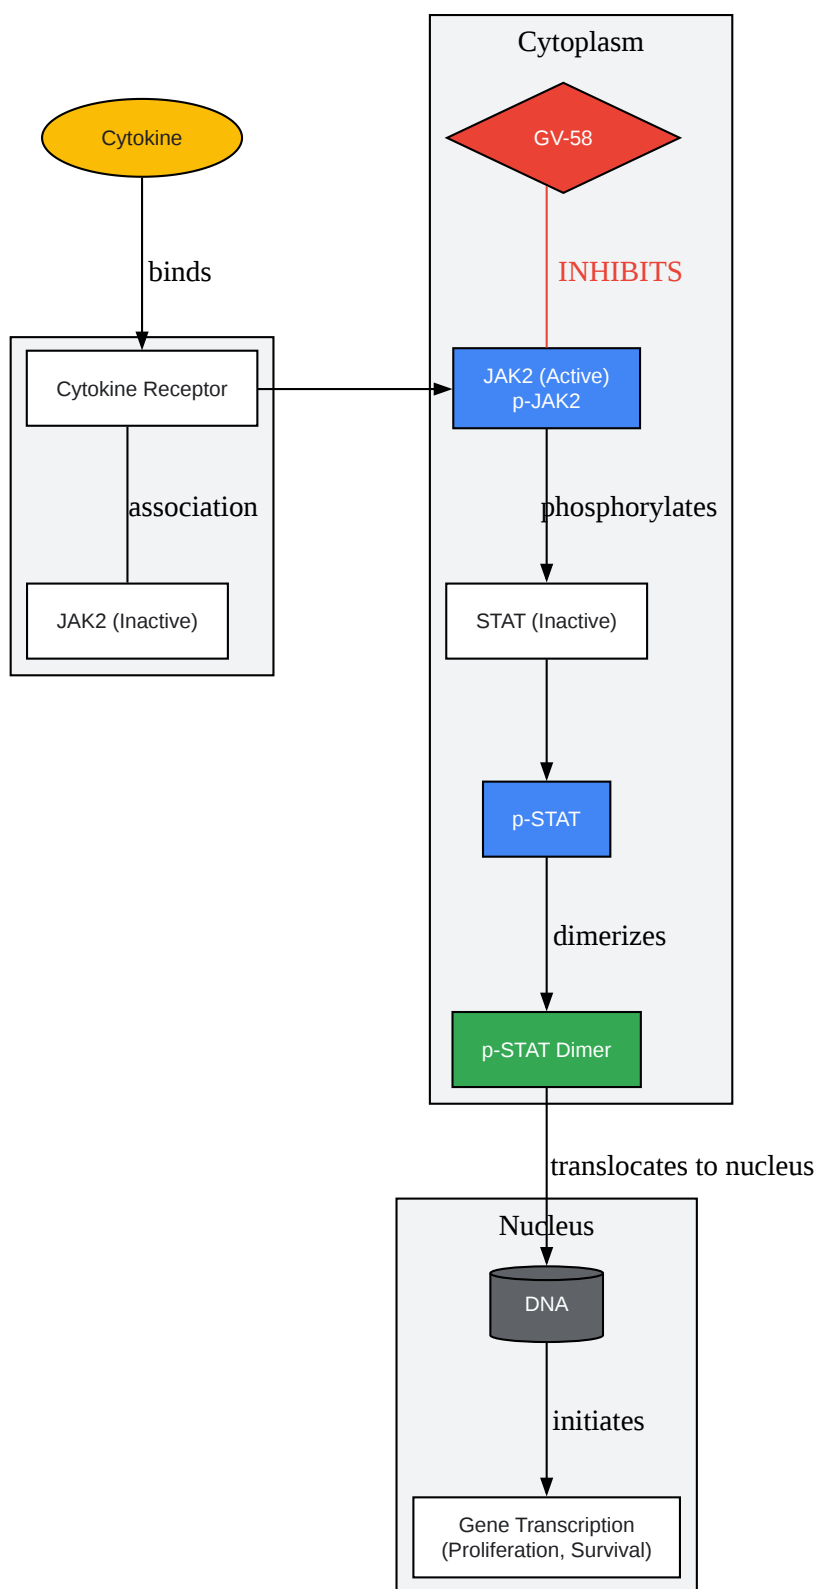 Cytoplasm
Cytokine
GV-58
binds
INHIBITS
Cytokine Receptor
JAK2 (Active)
p-JAK2
association
phosphorylates
JAK2 (Inactive)
STAT (Inactive)
p-STAT
dimerizes
p-STAT Dimer
translocates to nucleus
Nucleus
DNA
initiates
Gene Transcription
(Proliferation, Survival)